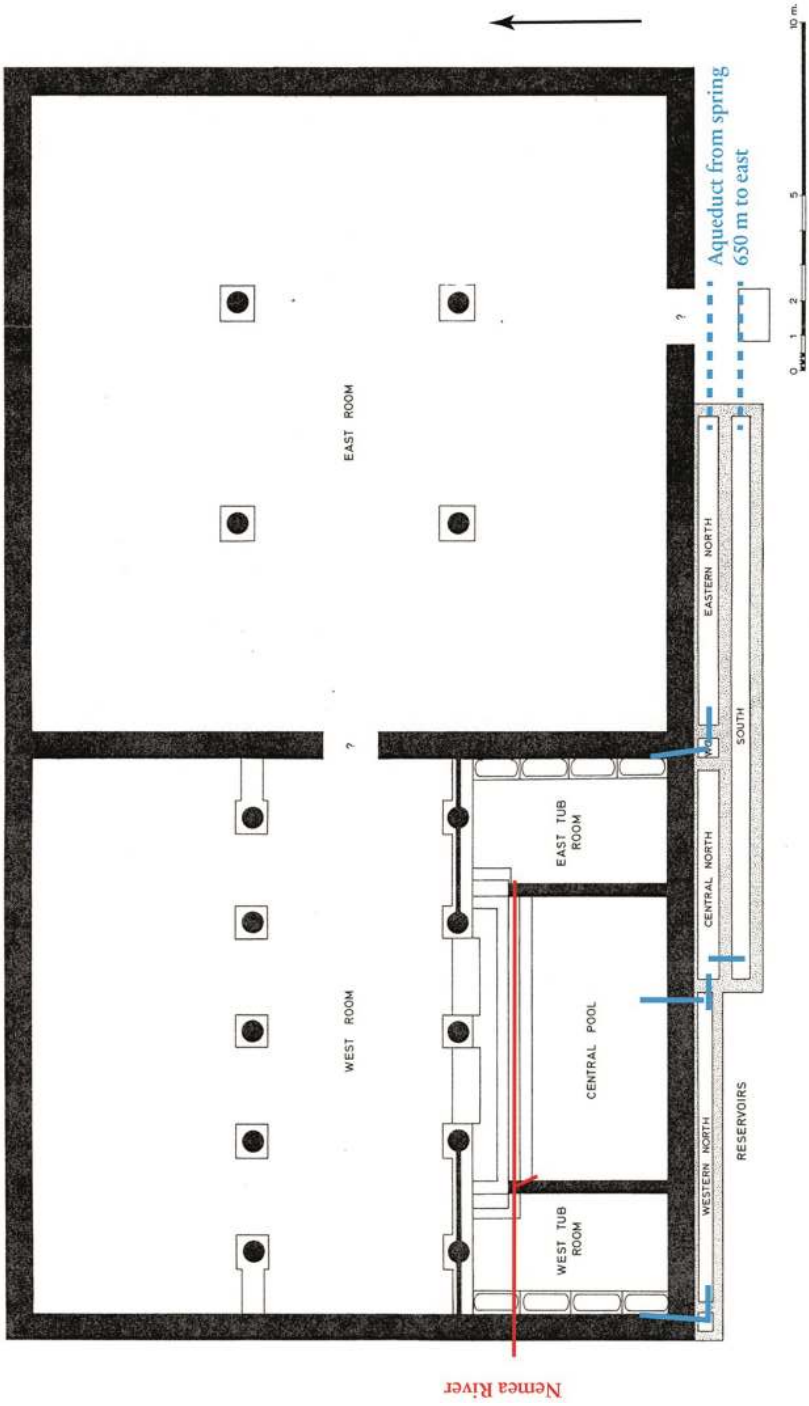 EAST ROOM
?
?
WEST ROOM
EAST TUB
ROOM
CENTRAL POOL
WEST TUB
ROOM
Nemea River
EASTERN NORTH
SOUTH
CENTRAL NORTH
WESTERN NORTH
RESERVOIRS
Aqueduct from spring
650 m to east
0 1 2 5 10 m.